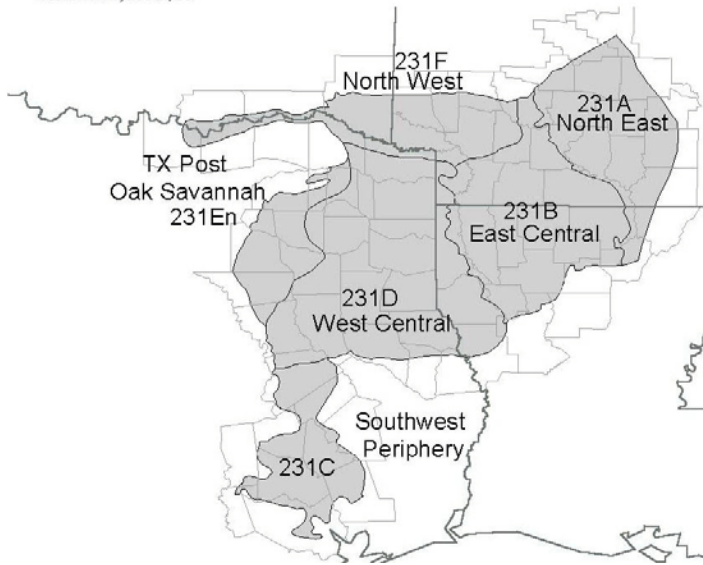 231F
North West
231A
North East
TX Post
Oak Savannah
231En
231B
East Central
231D
West Central
Southwest
Periphery
231C